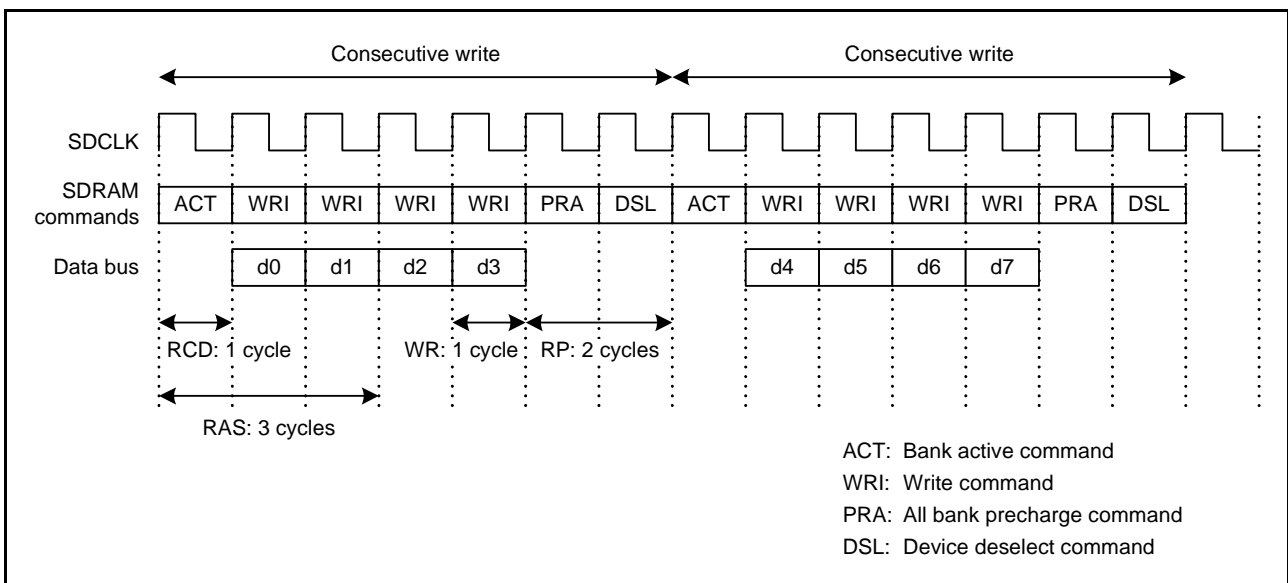 Consecutive write Consecutive write
SDCLK
SDRAM
commands
ACT WRI WRI WRI WRI PRA DSL ACT WRI WRI WRI WRI PRA DSL
Data bus d0 d1 d2 d3 d4 d5 d6 d7
RCD: 1 cycle WR: 1 cycle RP: 2 cycles
RAS: 3 cycles
ACT: Bank active command
WRI: Write command
PRA: All bank precharge command
DSL: Device deselect command